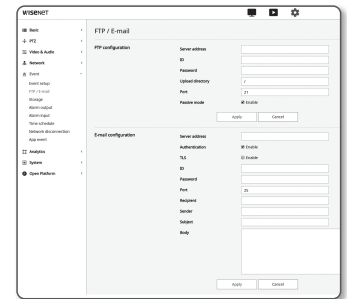 WISENET
Basic
PTZ
Video & Audio
Network
Event
Event setup
FTP / E-mail
Storage
Alarm output
Alarm input
Time schedule
Network disconnection
App event
Analytics
System
Open Platform
FTP / E-mail
FTP configuration
Server address
ID
Password
Upload directory /
Port 21
Passive mode Enable
Apply Cancel
E-mail configuration
Server address
Authentication Enable
TLS Enable
ID
Password
Port 25
Recipient
Sender
Subject
Body
Apply Cancel